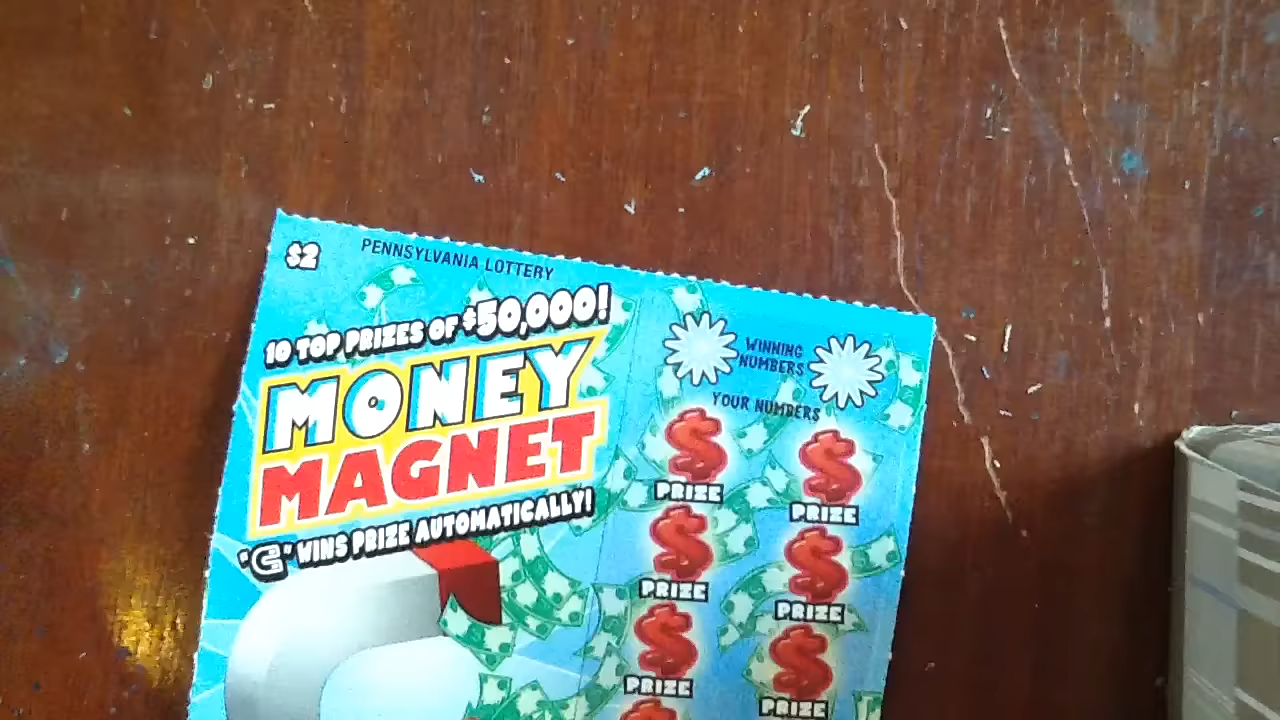 $2
PENNSYLVANIA LOTTERY
10 TOP PRIZES OF $50,000!
MONEY
MAGNET
" " WINS PRIZE AUTOMATICALLY!
WINNING
NUMBERS
YOUR NUMBERS
$ $
PRIZE PRIZE
$ $
PRIZE PRIZE
$ $
PRIZE PRIZE
$